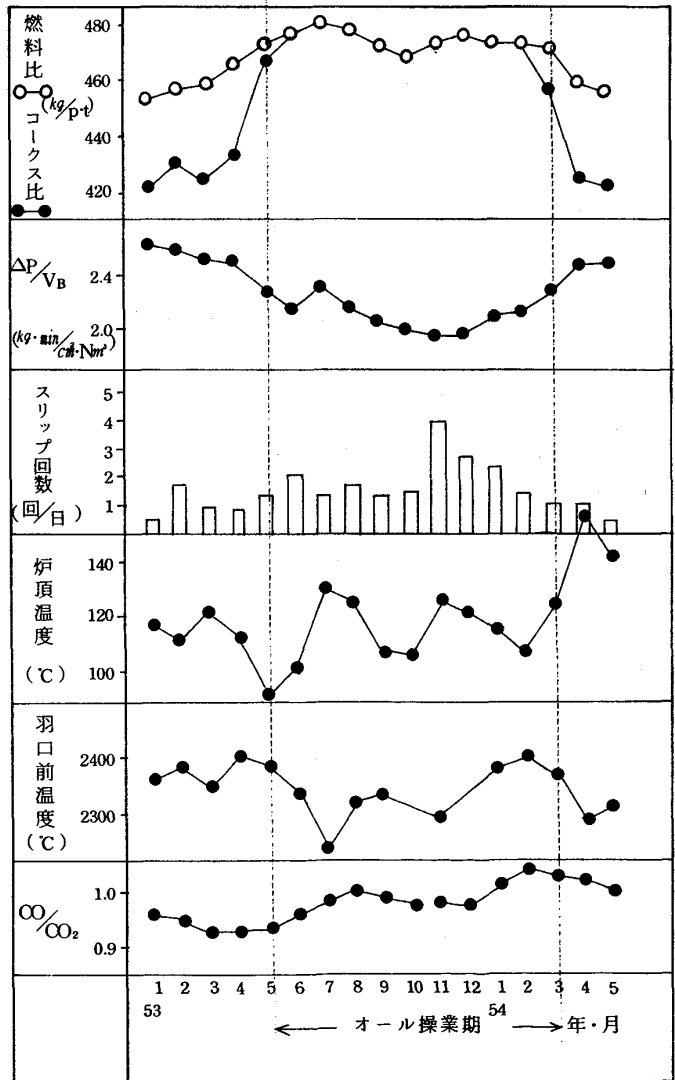 燃料比
(kg/p·t)
コークス比
480
460
440
420
ΔP/VB
(kg·min/cm²·Nm³)
2.4
2.0
スリップ回数
(回/日)
5
4
3
2
1
炉頂温度
(℃)
140
120
100
羽口前温度
(℃)
2400
2300
CO/CO₂
1.0
0.9
1 2 3 4 5 6 7 8 9 10 11 12 1 2 3 4 5
53 54
オール操業期 年·月